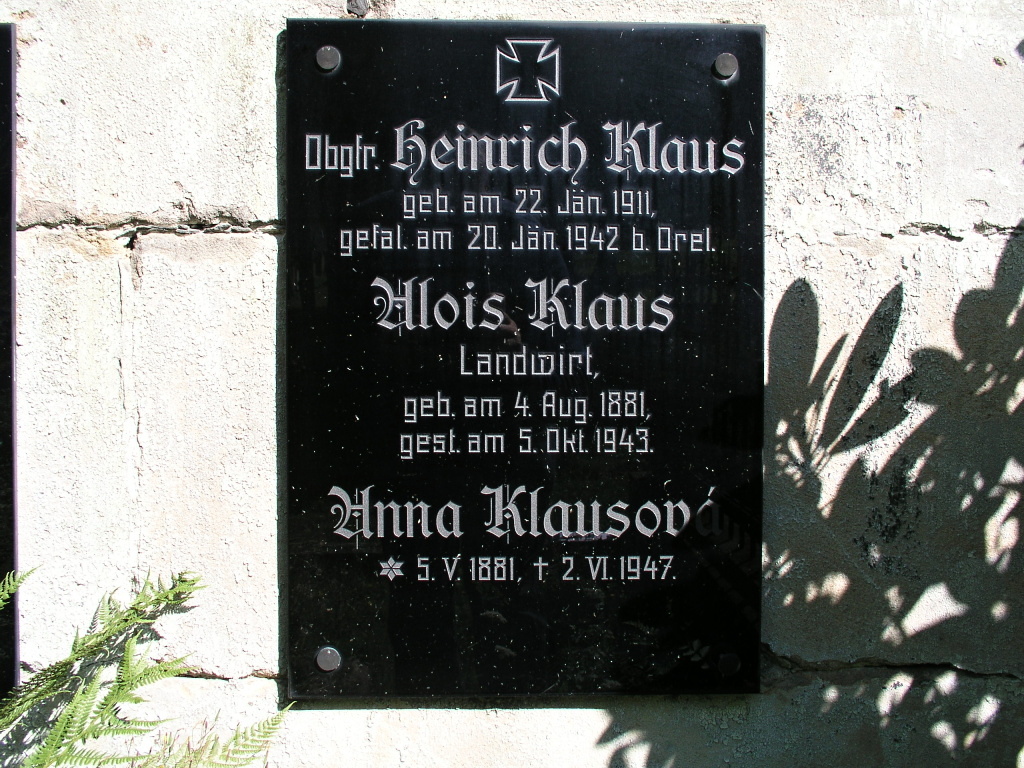 Obgfr. Heinrich Klaus
geb. am 22. Jän. 1911,
gefal. am 20. Jän. 1942 b. Orel.
Alois Klaus
Landwirt,
geb. am 4. Aug. 1881,
gest. am 5. Okt. 1943.
Anna Klausová
* 5. V. 1881, † 2. VI. 1947.